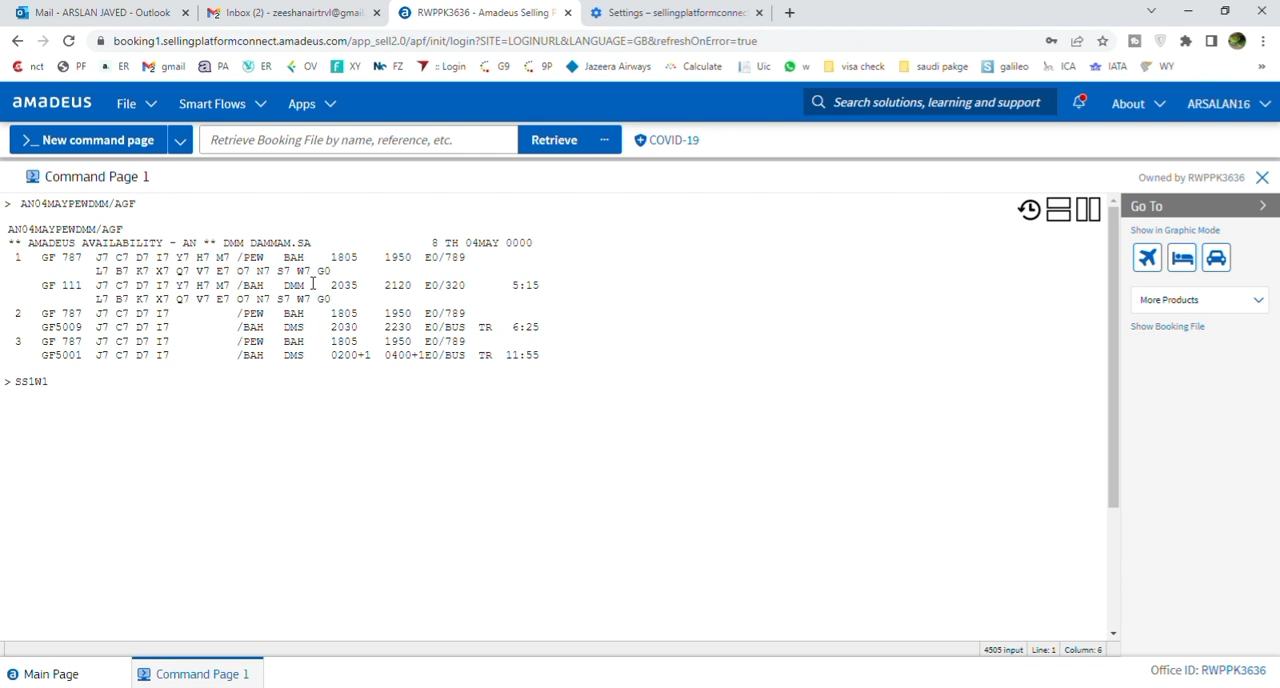 Mail - ARSLAN JAVED - Outlook
Inbox (2) - zeeshanairtrvl@gmail.
RWPPK3636 - Amadeus Selling P
Settings – sellingplatformconnec
booking1.sellingplatformconnect.amadeus.com/app_sell2.0/apf/init/login?SITE=LOGINURL&LANGUAGE=GB&refreshOnError=true
nct PF ER gmail PA ER OV XY FZ :: Login G9 9P Jazeera Airways Calculate Uic w visa check saudi pakge galileo ICA IATA WY »
amadeus File Smart Flows Apps Search solutions, learning and support About ARSALAN16
>_ New command page Retrieve Booking File by name, reference, etc. Retrieve ... COVID-19
Command Page 1 Owned by RWPPK3636
> AN04MAYPEWDMM/AGF
Go To
AN04MAYPEWDMM/AGF
Show in Graphic Mode
** AMADEUS AVAILABILITY - AN ** DMM DAMMAM.SA 8 TH 04MAY 0000
1 GF 787 J7 C7 D7 I7 Y7 H7 M7 /PEW BAH 1805 1950 E0/789
L7 B7 K7 X7 Q7 V7 E7 O7 N7 S7 W7 G0
GF 111 J7 C7 D7 I7 Y7 H7 M7 /BAH DMM 2035 2120 E0/320 5:15
L7 B7 K7 X7 Q7 V7 E7 O7 N7 S7 W7 G0
More Products
2 GF 787 J7 C7 D7 I7 /PEW BAH 1805 1950 E0/789
GF5009 J7 C7 D7 I7 /BAH DMS 2030 2230 E0/BUS TR 6:25
Show Booking File
3 GF 787 J7 C7 D7 I7 /PEW BAH 1805 1950 E0/789
GF5001 J7 C7 D7 I7 /BAH DMS 0200+1 0400+1E0/BUS TR 11:55
> SS1W1
4505 input Line: 1 Column: 6
Main Page Command Page 1 Office ID: RWPPK3636